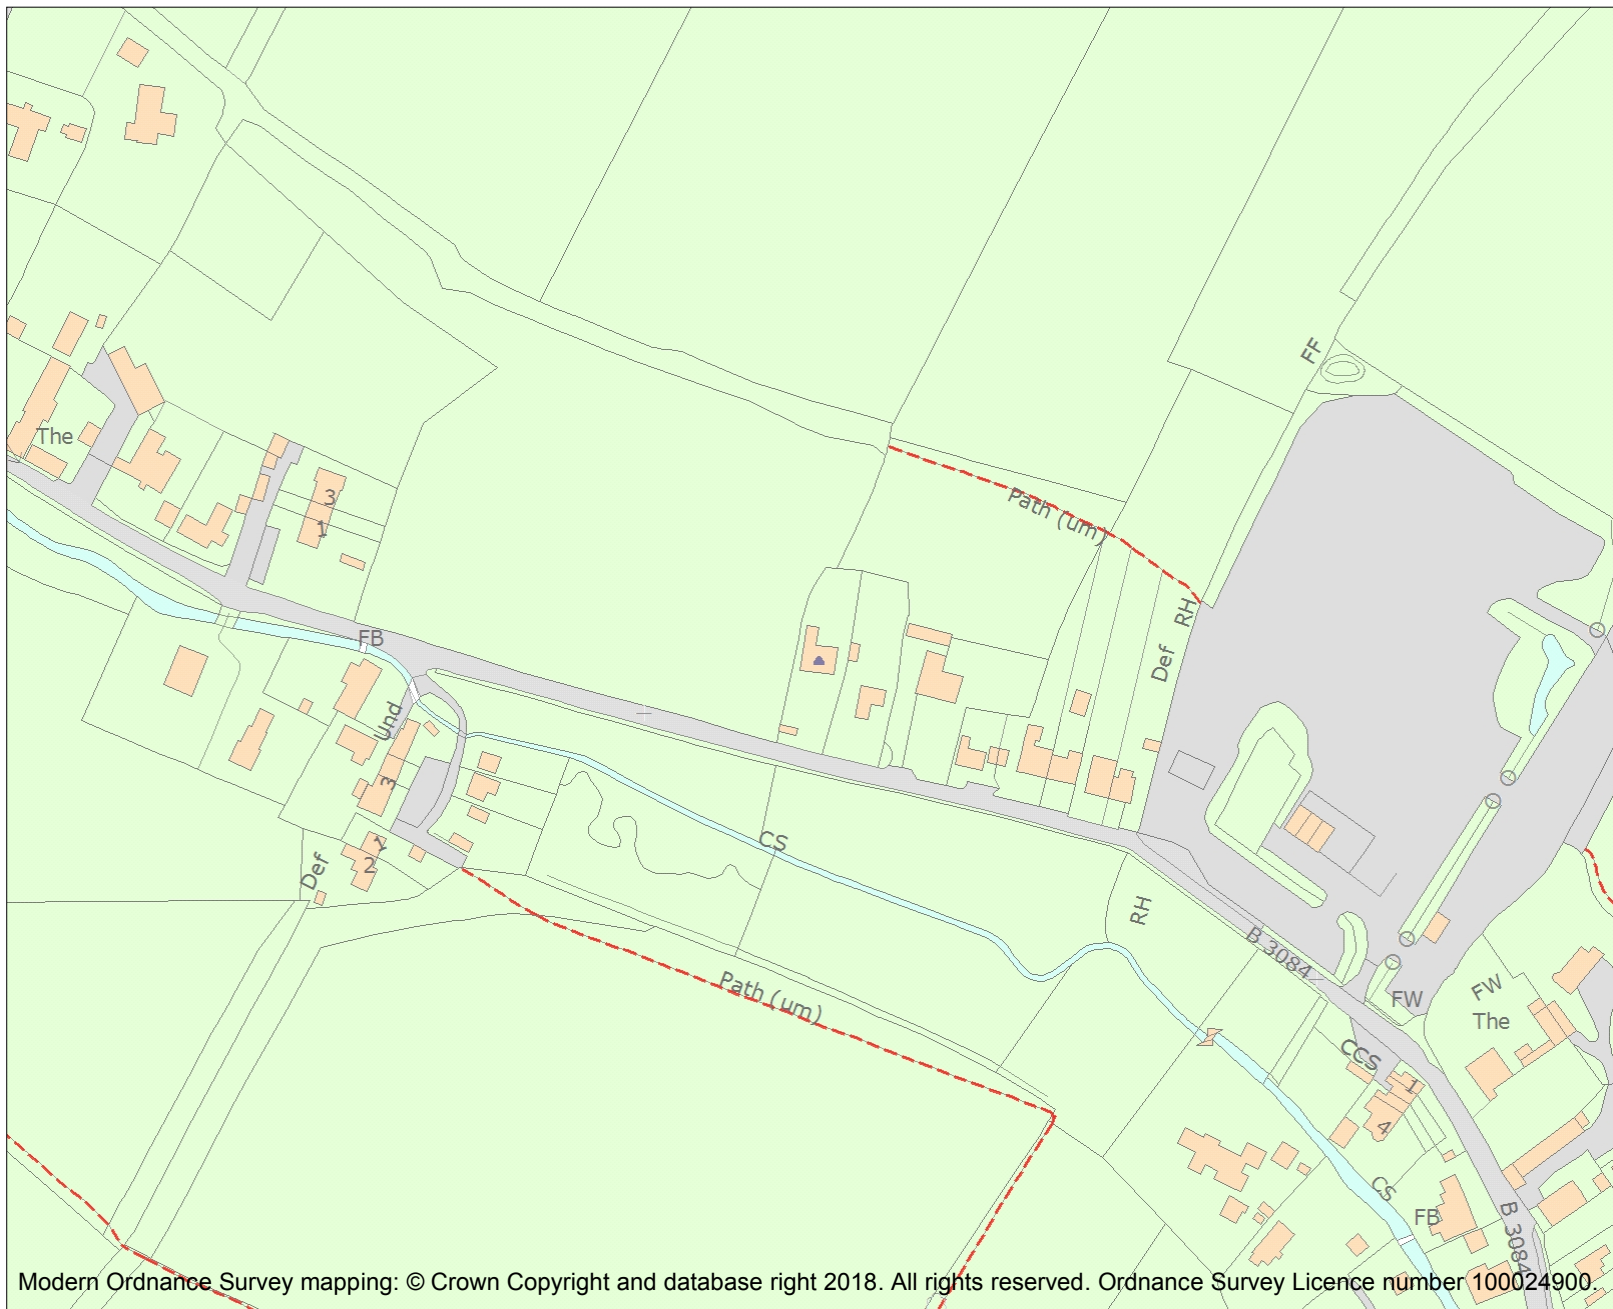 FF
The
3
1
Path (um)
RH
Def
FB
Und
3
CS
1
2
Def
RH
B 3084
Path (um)
FW
FW
The
CCS
1
4
CS
FB
B 3084
Modern Ordnance Survey mapping: © Crown Copyright and database right 2018. All rights reserved. Ordnance Survey Licence number 100024900.